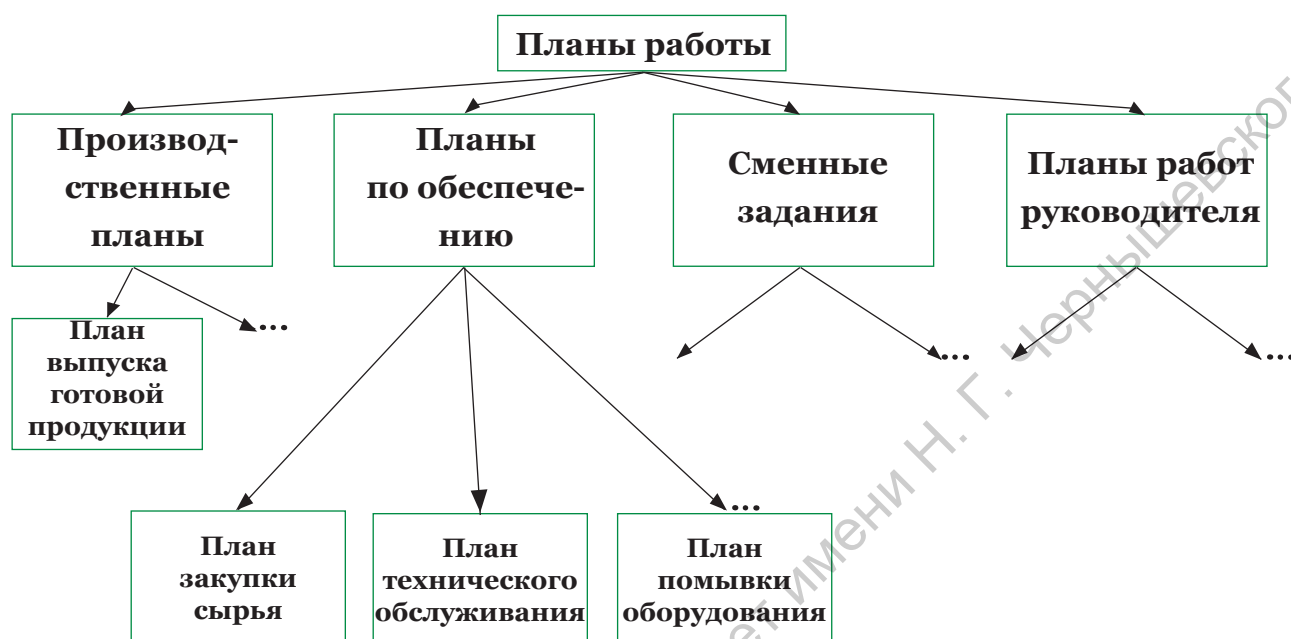 Планы работы
Производ-
ственные
планы
Планы
по обеспече-
нию
Сменные
задания
Планы работ
руководителя
План
выпуска
готовой
продукции
...
...
...
...
План
закупки
сырья
План
технического
обслуживания
План
помывки
оборудования
имени Н. Г.